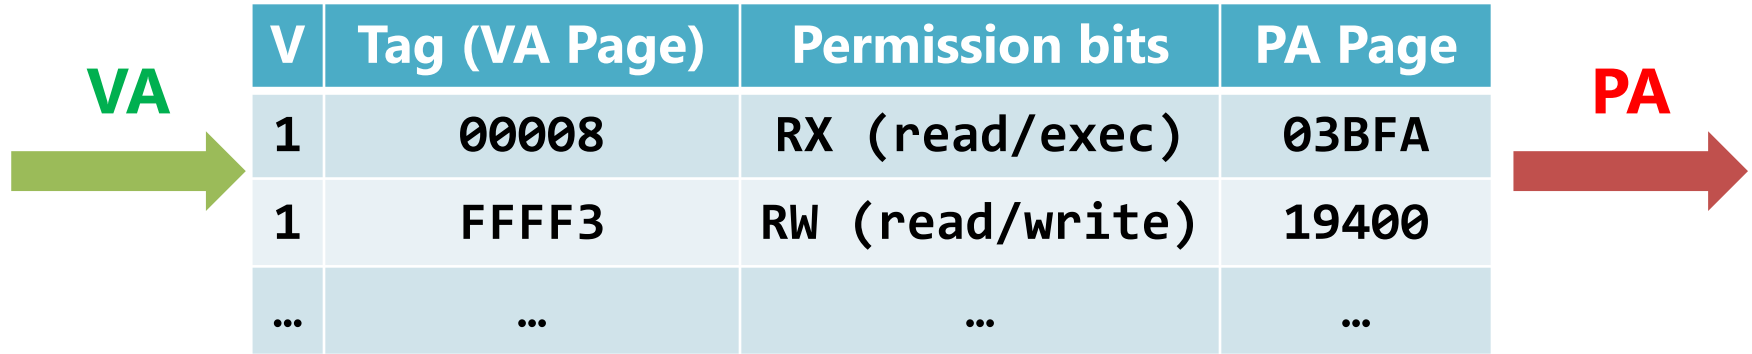 VA
V Tag (VA Page) Permission bits PA Page
1 00008 RX (read/exec) 03BFA
1 FFFF3 RW (read/write) 19400
… … … …
PA